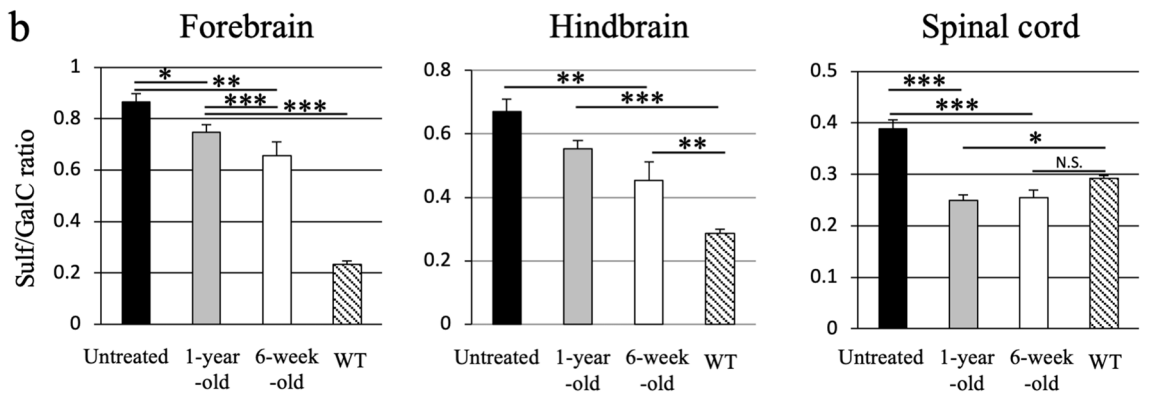 b
Forebrain
Hindbrain
Spinal cord
Sulf/GalC ratio
1
0.8
0.6
0.4
0.2
0
*
**
***
***
Untreated
1-year
-old
6-week
-old
WT
0.8
0.6
0.4
0.2
0
**
***
**
Untreated
1-year
-old
6-week
-old
WT
0.5
0.4
0.3
0.2
0.1
0
***
***
*
N.S.
Untreated
1-year
-old
6-week
-old
WT